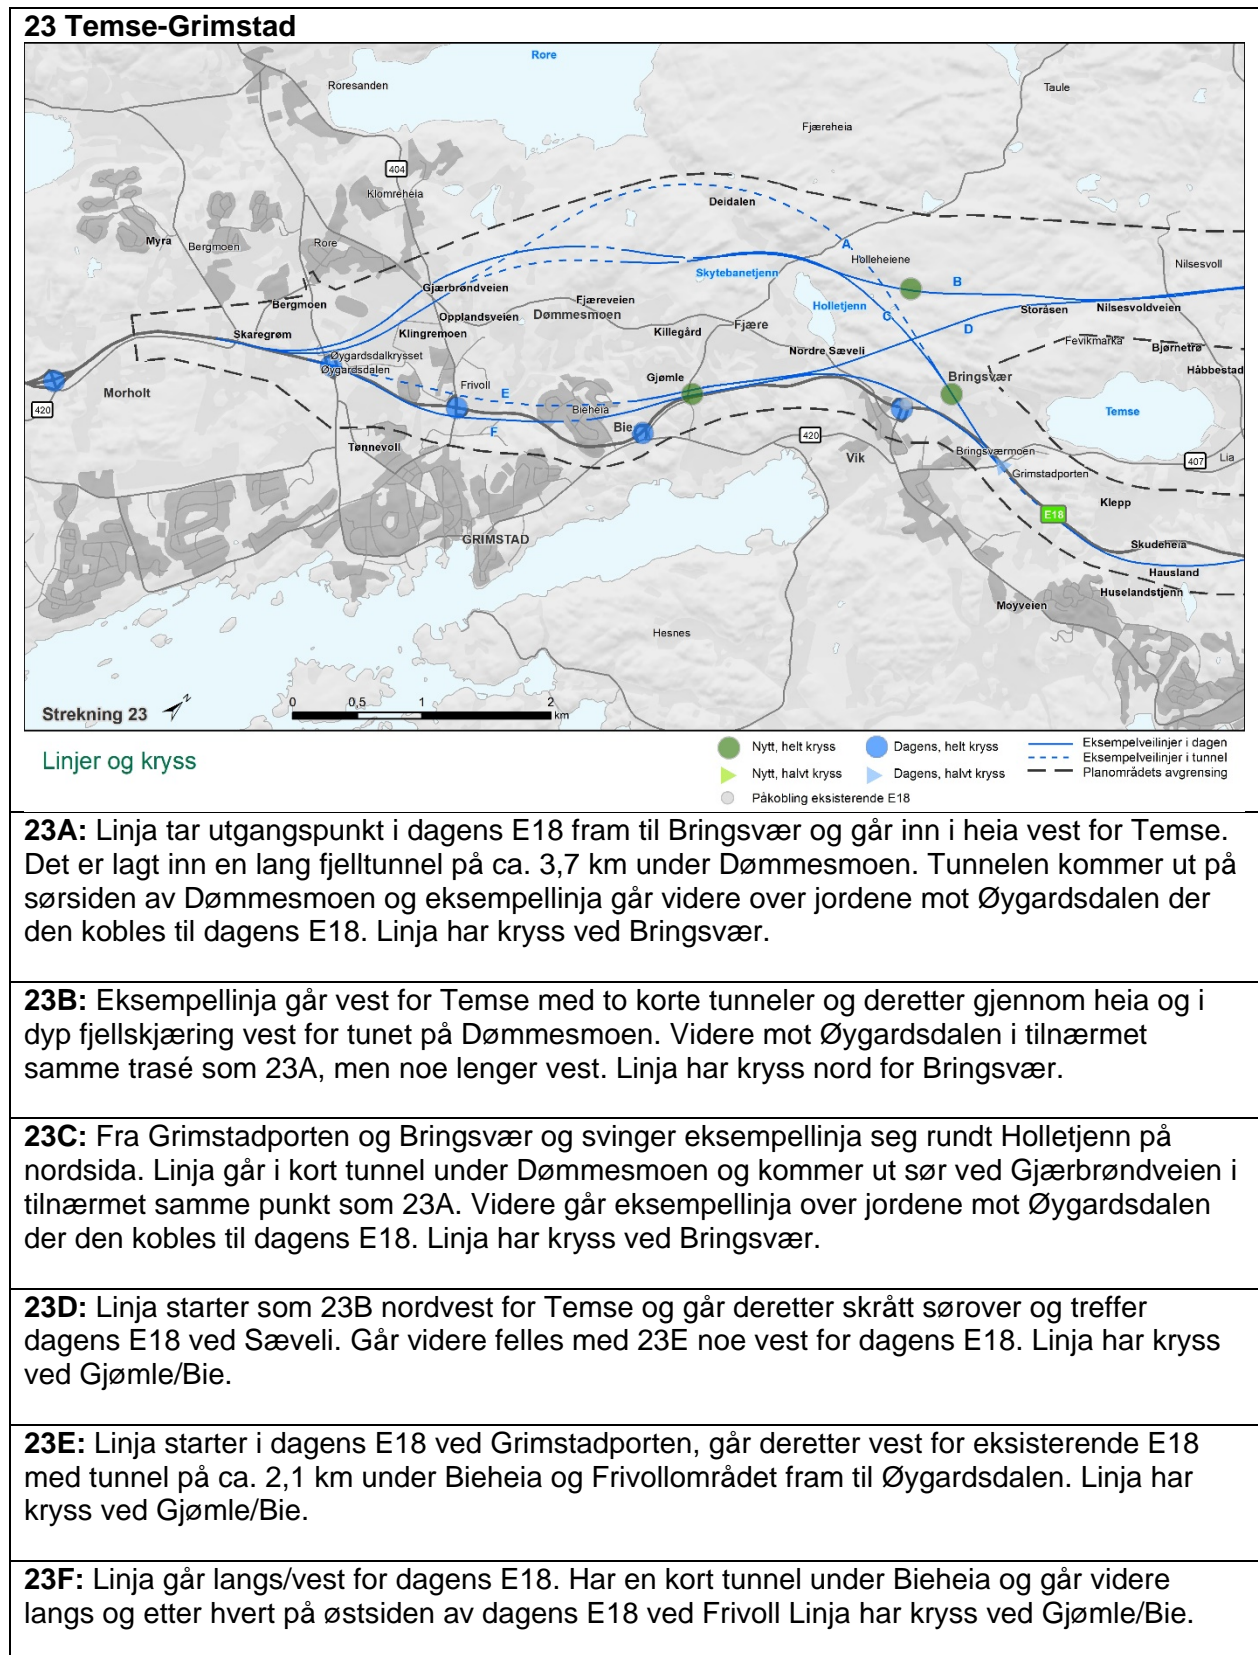 23 Temse-Grimstad
Rore
Roresanden
Taule
Fjæreheia
404
Klomreheia
Deidalen
Myra
Bergmoen
Rore
A
Holleheiene
Nilsesvoll
Skytebanetjenn
B
Gjærbrøndveien
Bergmoen
Fjæreveien
Holletjenn
C
Storåsen
Nilsesvoldveien
Opplandsveien
Dømmesmoen
Skaregrøm
Klingremoen
Killegård
Fjære
D
Fevikmarka
Bjørnetrø
Øygardsdalkrysset
Nordre Sæveli
Øygardsdalen
Håbbestad
Frivoll
Gjømle
Bringsvær
Morholt
E
420
Bieheia
Temse
F
Bie
420
Tønnevoll
Vik
Bringsværmoen
407
Lia
Grimstadporten
Klepp
E18
GRIMSTAD
Skudeheia
Hausland
Huselandstjenn
Moyveien
Hesnes
Strekning 23
N
0 0,5 1 2
km
Linjer og kryss
Nytt, helt kryss
Dagens, helt kryss
Eksempelveilinjer i dagen
Eksempelveilinjer i tunnel
Nytt, halvt kryss
Dagens, halvt kryss
Planområdets avgrensing
Påkobling eksisterende E18
23A: Linja tar utgangspunkt i dagens E18 fram til Bringsvær og går inn i heia vest for Temse.
Det er lagt inn en lang fjelltunnel på ca. 3,7 km under Dømmesmoen. Tunnelen kommer ut på
sørsiden av Dømmesmoen og eksempellinja går videre over jordene mot Øygardsdalen der
den kobles til dagens E18. Linja har kryss ved Bringsvær.
23B: Eksempellinja går vest for Temse med to korte tunneler og deretter gjennom heia og i
dyp fjellskjæring vest for tunet på Dømmesmoen. Videre mot Øygardsdalen i tilnærmet
samme trasé som 23A, men noe lenger vest. Linja har kryss nord for Bringsvær.
23C: Fra Grimstadporten og Bringsvær og svinger eksempellinja seg rundt Holletjenn på
nordsida. Linja går i kort tunnel under Dømmesmoen og kommer ut sør ved Gjærbrøndveien i
tilnærmet samme punkt som 23A. Videre går eksempellinja over jordene mot Øygardsdalen
der den kobles til dagens E18. Linja har kryss ved Bringsvær.
23D: Linja starter som 23B nordvest for Temse og går deretter skrått sørover og treffer
dagens E18 ved Sæveli. Går videre felles med 23E noe vest for dagens E18. Linja har kryss
ved Gjømle/Bie.
23E: Linja starter i dagens E18 ved Grimstadporten, går deretter vest for eksisterende E18
med tunnel på ca. 2,1 km under Bieheia og Frivollområdet fram til Øygardsdalen. Linja har
kryss ved Gjømle/Bie.
23F: Linja går langs/vest for dagens E18. Har en kort tunnel under Bieheia og går videre
langs og etter hvert på østsiden av dagens E18 ved Frivoll Linja har kryss ved Gjømle/Bie.